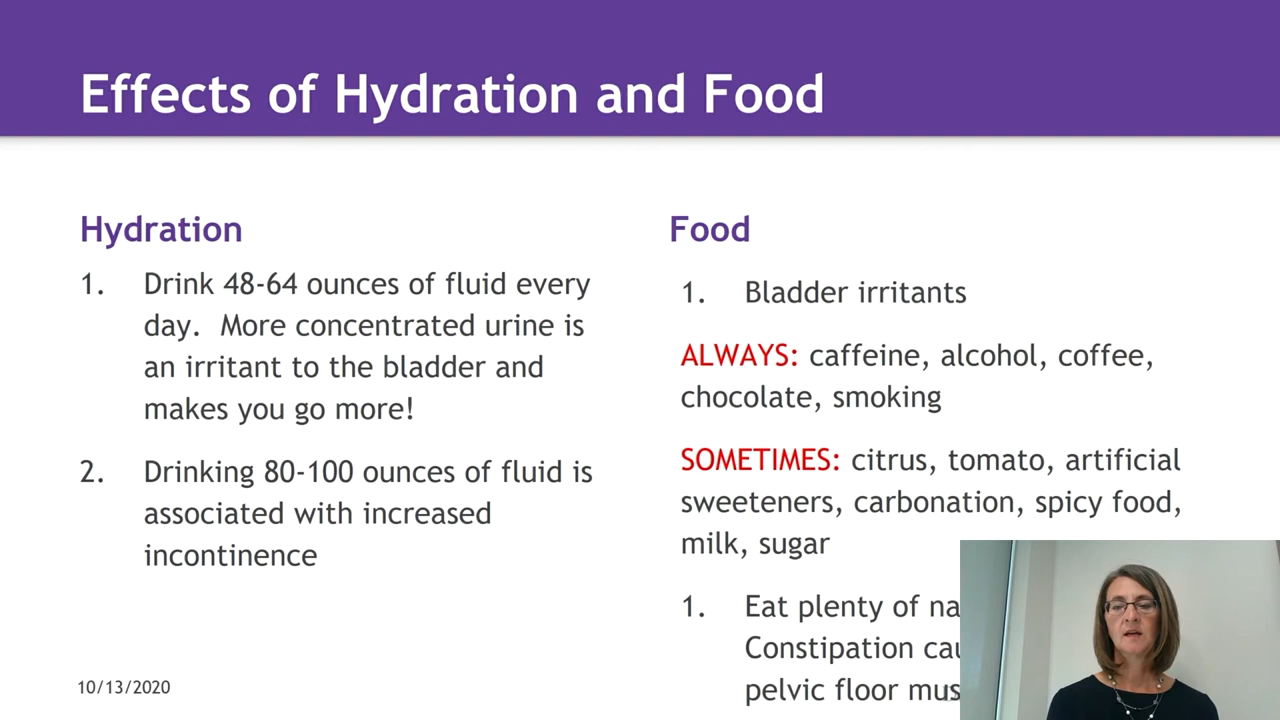 Effects of Hydration and Food
Hydration
1. Drink 48-64 ounces of fluid every
day. More concentrated urine is
an irritant to the bladder and
makes you go more!
2. Drinking 80-100 ounces of fluid is
associated with increased
incontinence
Food
1. Bladder irritants
ALWAYS: caffeine, alcohol, coffee,
chocolate, smoking
SOMETIMES: citrus, tomato, artificial
sweeteners, carbonation, spicy food,
milk, sugar
1. Eat plenty of
Constipation
pelvic floor
10/13/2020